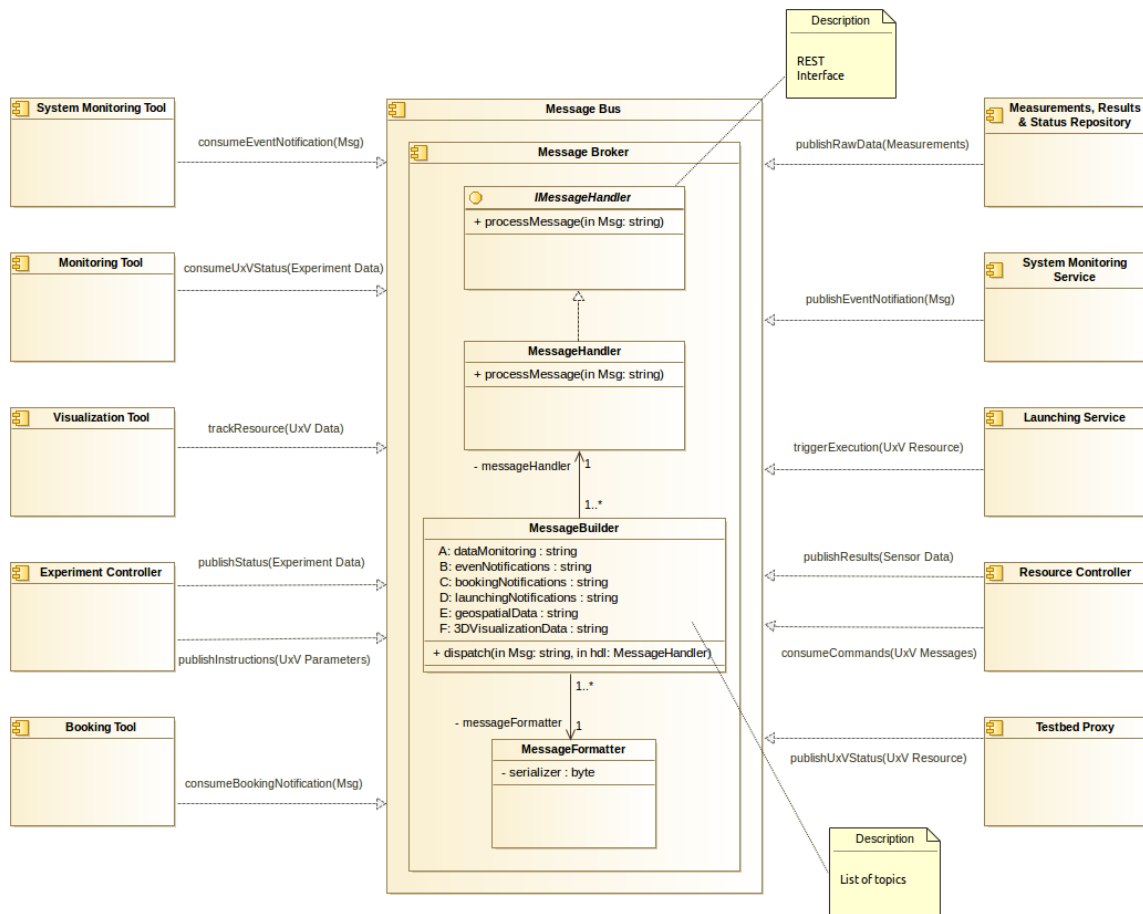 Description
REST
Interface
System Monitoring Tool
consumeEventNotification(Msg)
Monitoring Tool
consumeUxVStatus(Experiment Data)
Visualization Tool
trackResource(UxV Data)
Experiment Controller
publishStatus(Experiment Data)
publishInstructions(UxV Parameters)
Booking Tool
consumeBookingNotification(Msg)
Message Bus
Message Broker
IMessageHandler
+ processMessage(in Msg: string)
MessageHandler
+ processMessage(in Msg: string)
- messageHandler
1
1..*
MessageBuilder
A: dataMonitoring : string
B: evenNotifications : string
C: bookingNotifications : string
D: launchingNotifications : string
E: geospatialData : string
F: 3DVisualizationData : string
+ dispatch(in Msg: string, in hdl: MessageHandler)
1..*
- messageFormatter
1
MessageFormatter
- serializer : byte
Measurements, Results
& Status Repository
publishRawData(Measurements)
System Monitoring
Service
publishEventNotifiation(Msg)
Launching Service
triggerExecution(UxV Resource)
publishResults(Sensor Data)
Resource Controller
consumeCommands(UxV Messages)
Testbed Proxy
publishUxVStatus(UxV Resource)
Description
List of topics